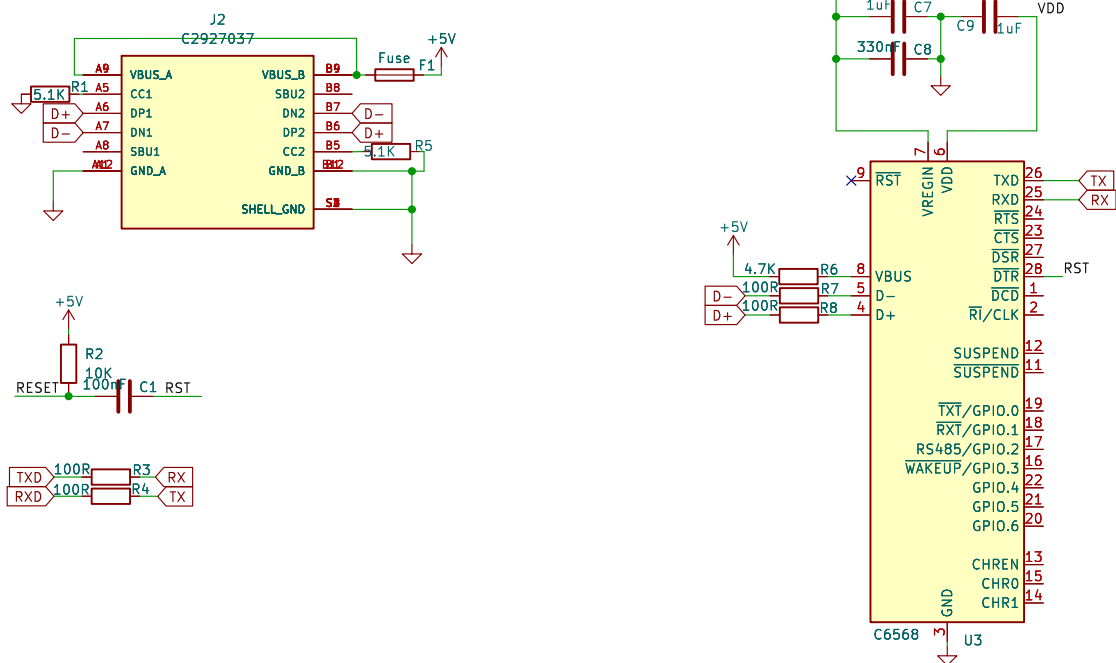 J2
C2927037
A9 VBUS_A VBUS_B B9
Fuse F1
+5V
5.1K R1
A5 CC1 SBU2 B8
D+ A6 DP1 DN2 B7 D-
D- A7 DN1 DP2 B6 D+
A8 SBU1 CC2 B5 5.1K R5
GND_A GND_B
SHELL_GND
+5V
R2
10K
RESET 100nF C1 RST
TXD 100R R3 RX
RXD 100R R4 TX
1uF C7
C9 1uF
VDD
330nF C8
7 6
VREGIN VDD
9 RST
TXD 26 TX
RXD 25 RX
RTS 24
CTS 23
DSR 27
DTR 28 RST
DCD 1
RI/CLK 2
+5V
4.7K R6 8 VBUS
D- 100R R7 5 D-
D+ 100R R8 4 D+
SUSPEND 12
SUSPEND 11
TXT/GPIO.0 19
RXT/GPIO.1 18
RS485/GPIO.2 17
WAKEUP/GPIO.3 16
GPIO.4 22
GPIO.5 21
GPIO.6 20
CHREN 13
CHR0 15
CHR1 14
GND
3
C6568 U3